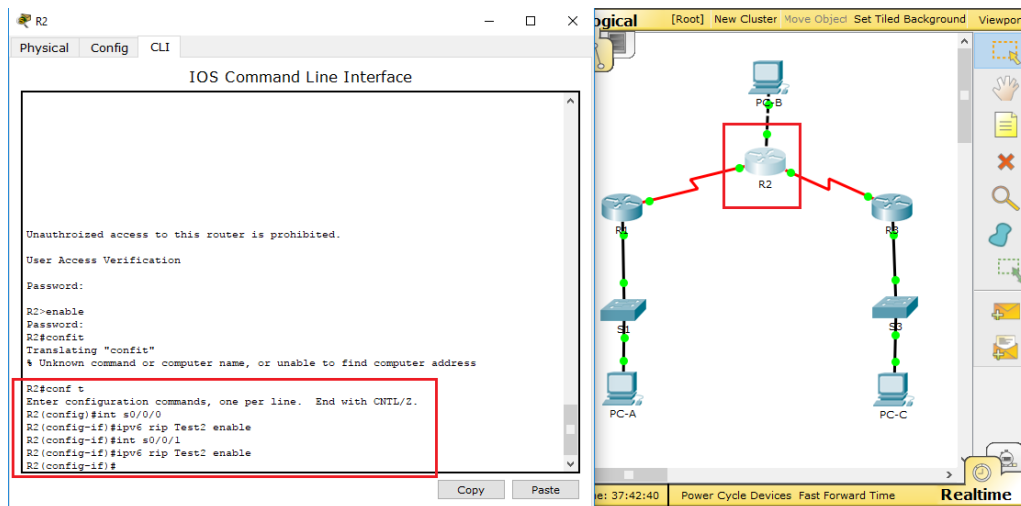 R2
Physical Config CLI
IOS Command Line Interface
Unauthroized access to this router is prohibited.
User Access Verification
Password:
R2>enable
Password:
R2#confit
Translating "confit"
% Unknown command or computer name, or unable to find computer address
R2#conf t
Enter configuration commands, one per line.  End with CNTL/Z.
R2(config)#int s0/0/0
R2(config-if)#ipv6 rip Test2 enable
R2(config-if)#int s0/0/1
R2(config-if)#ipv6 rip Test2 enable
R2(config-if)#
Copy Paste
ogical [Root] New Cluster Move Object Set Tiled Background Viewpor
PC-B
R2
R1
R3
S1
S3
PC-A
PC-C
e: 37:42:40 Power Cycle Devices Fast Forward Time Realtime